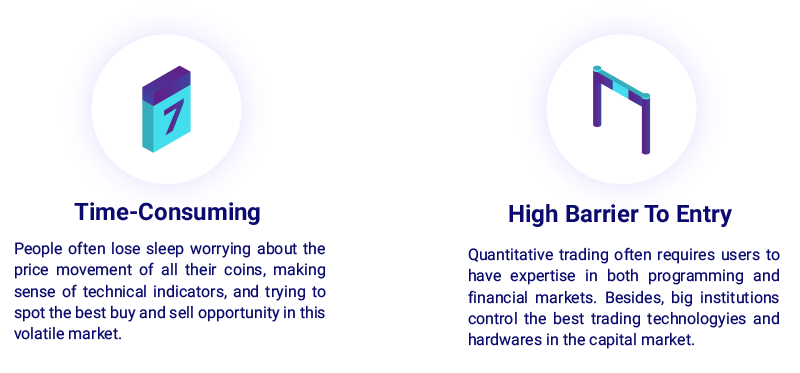 7
Time-Consuming
People often lose sleep worrying about the
price movement of all their coins, making
sense of technical indicators, and trying to
spot the best buy and sell opportunity in this
volatile market.
High Barrier To Entry
Quantitative trading often requires users to
have expertise in both programming and
financial markets. Besides, big institutions
control the best trading technologyies and
hardwares in the capital market.